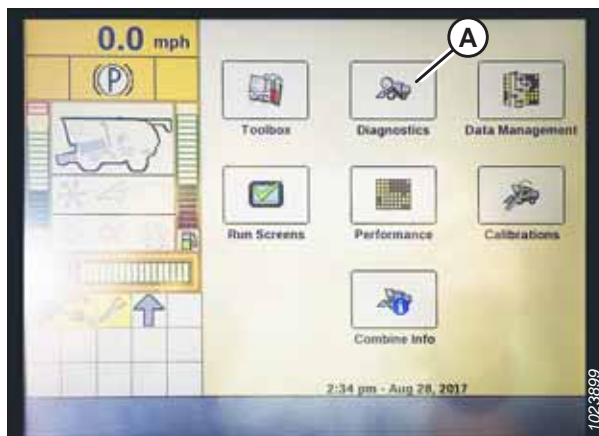 0.0 mph
A
(P)
Toolbox
Diagnostics
Data Management
Run Screens
Performance
Calibrations
Combine Info
2:34 pm - Aug 28, 2017
1023899